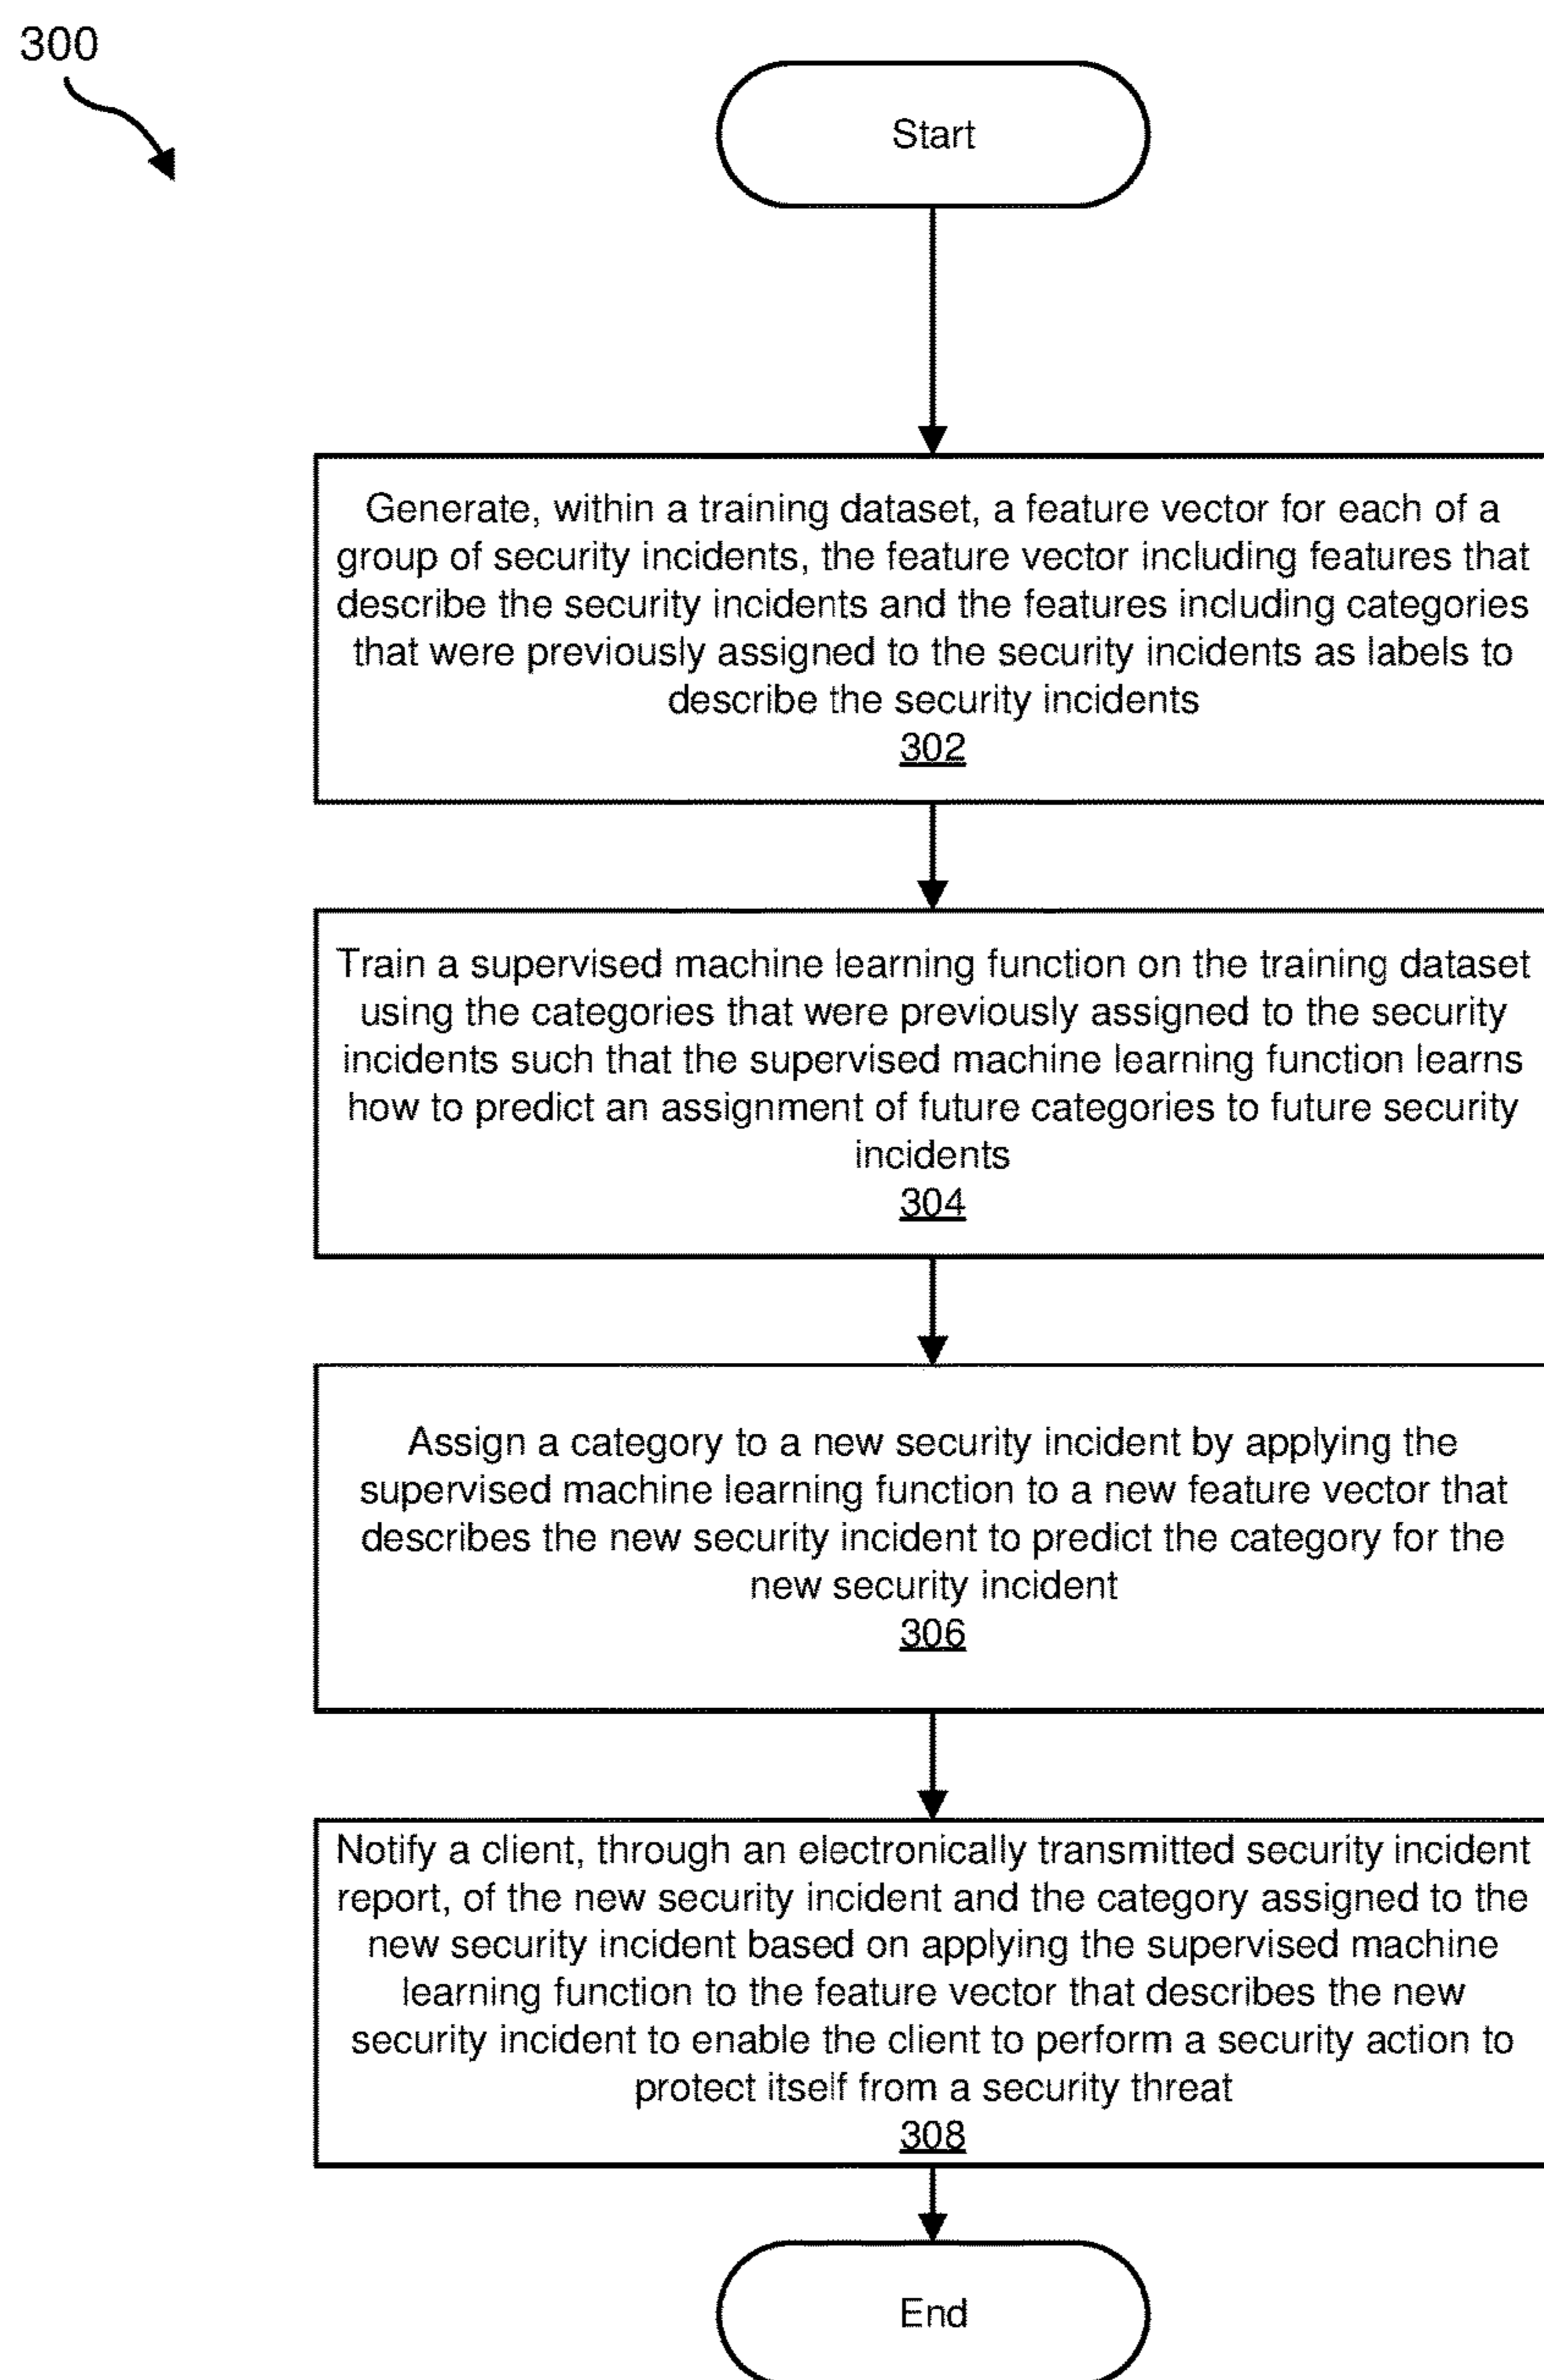 300
Start
Generate, within a training dataset, a feature vector for each of a
group of security incidents, the feature vector including features that
describe the security incidents and the features including categories
that were previously assigned to the security incidents as labels to
describe the security incidents
302
Train a supervised machine learning function on the training dataset
using the categories that were previously assigned to the security
incidents such that the supervised machine learning function learns
how to predict an assignment of future categories to future security
incidents
304
Assign a category to a new security incident by applying the
supervised machine learning function to a new feature vector that
describes the new security incident to predict the category for the
new security incident
306
Notify a client, through an electronically transmitted security incident
report, of the new security incident and the category assigned to the
new security incident based on applying the supervised machine
learning function to the feature vector that describes the new
security incident to enable the client to perform a security action to
protect itself from a security threat
308
End